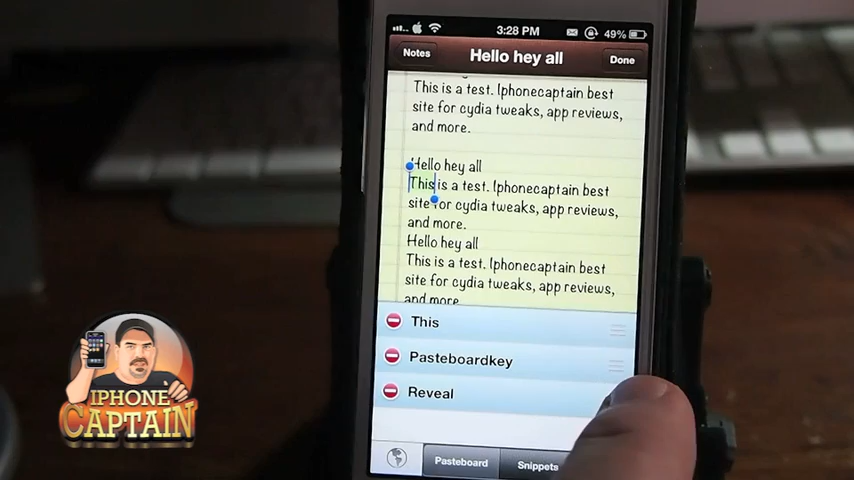 3:28 PM
49%
Notes
Hello hey all
Done
This is a test. Iphonecaptain best
site for cydia tweaks, app reviews,
and more.
Hello hey all
This is a test. Iphonecaptain best
site for cydia tweaks, app reviews,
and more.
Hello hey all
This is a test. Iphonecaptain best
site for cydia tweaks, app reviews,
and more.
This
Pasteboardkey
Reveal
Pasteboard
Snippets
IPHONE
CAPTAIN